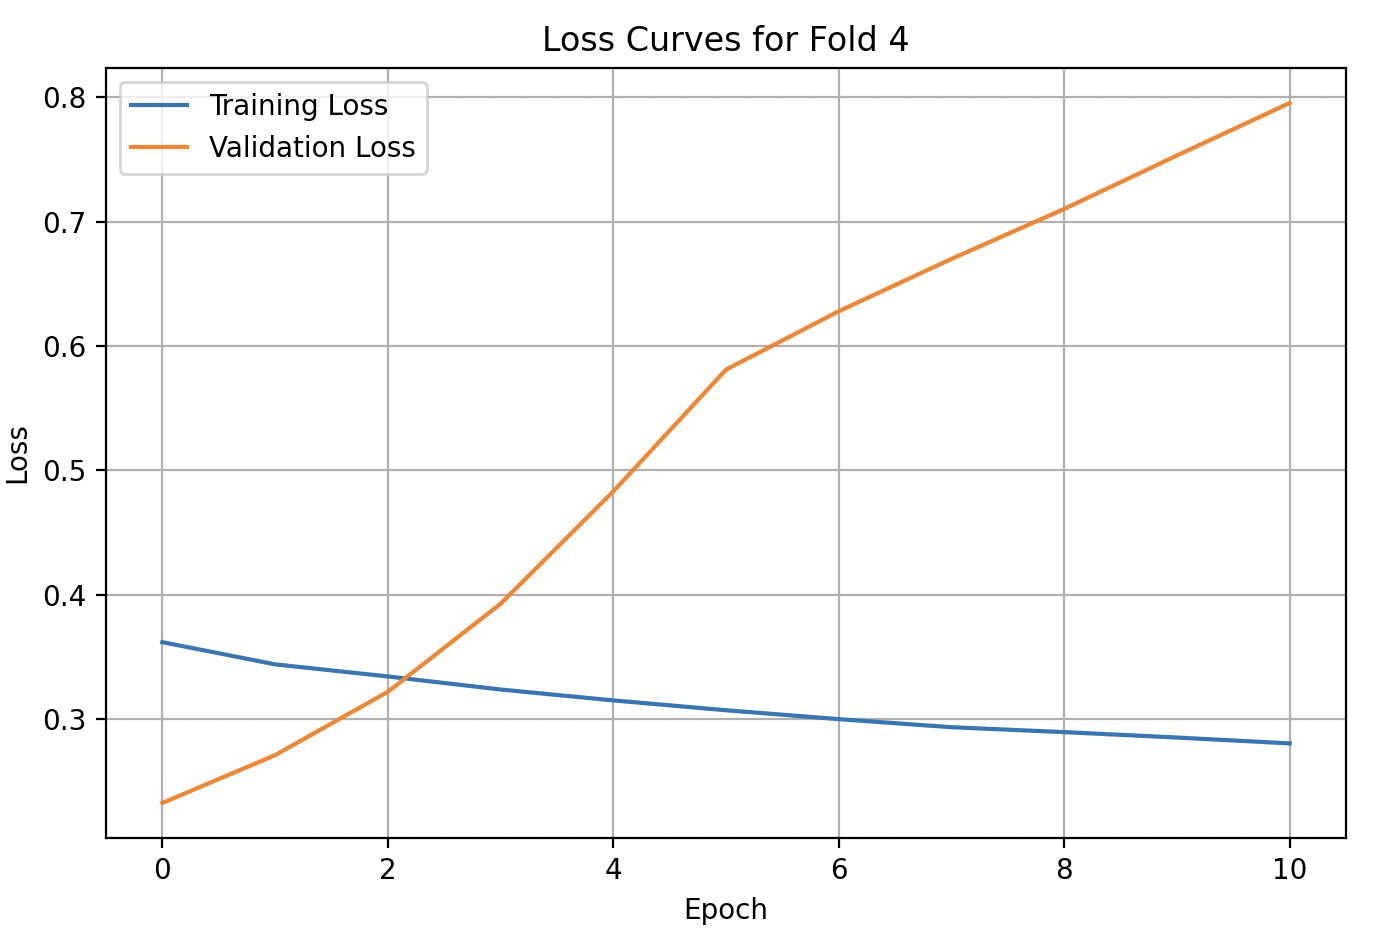 Loss Curves for Fold 4
Training Loss
Validation Loss
0.8
0.7
0.6
0.5
0.4
0.3
Loss
0 2 4 6 8 10
Epoch